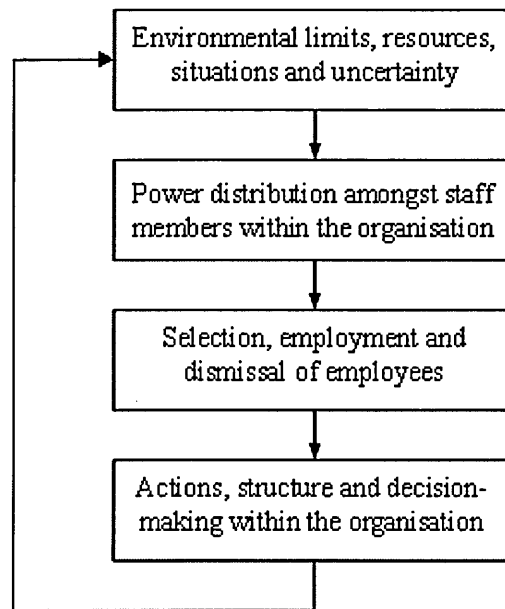 Environmental limits, resources,
situations and uncertainty
Power distribution amongst staff
members within the organisation
Selection, employment and
dismissal of employees
Actions, structure and decision-
making within the organisation